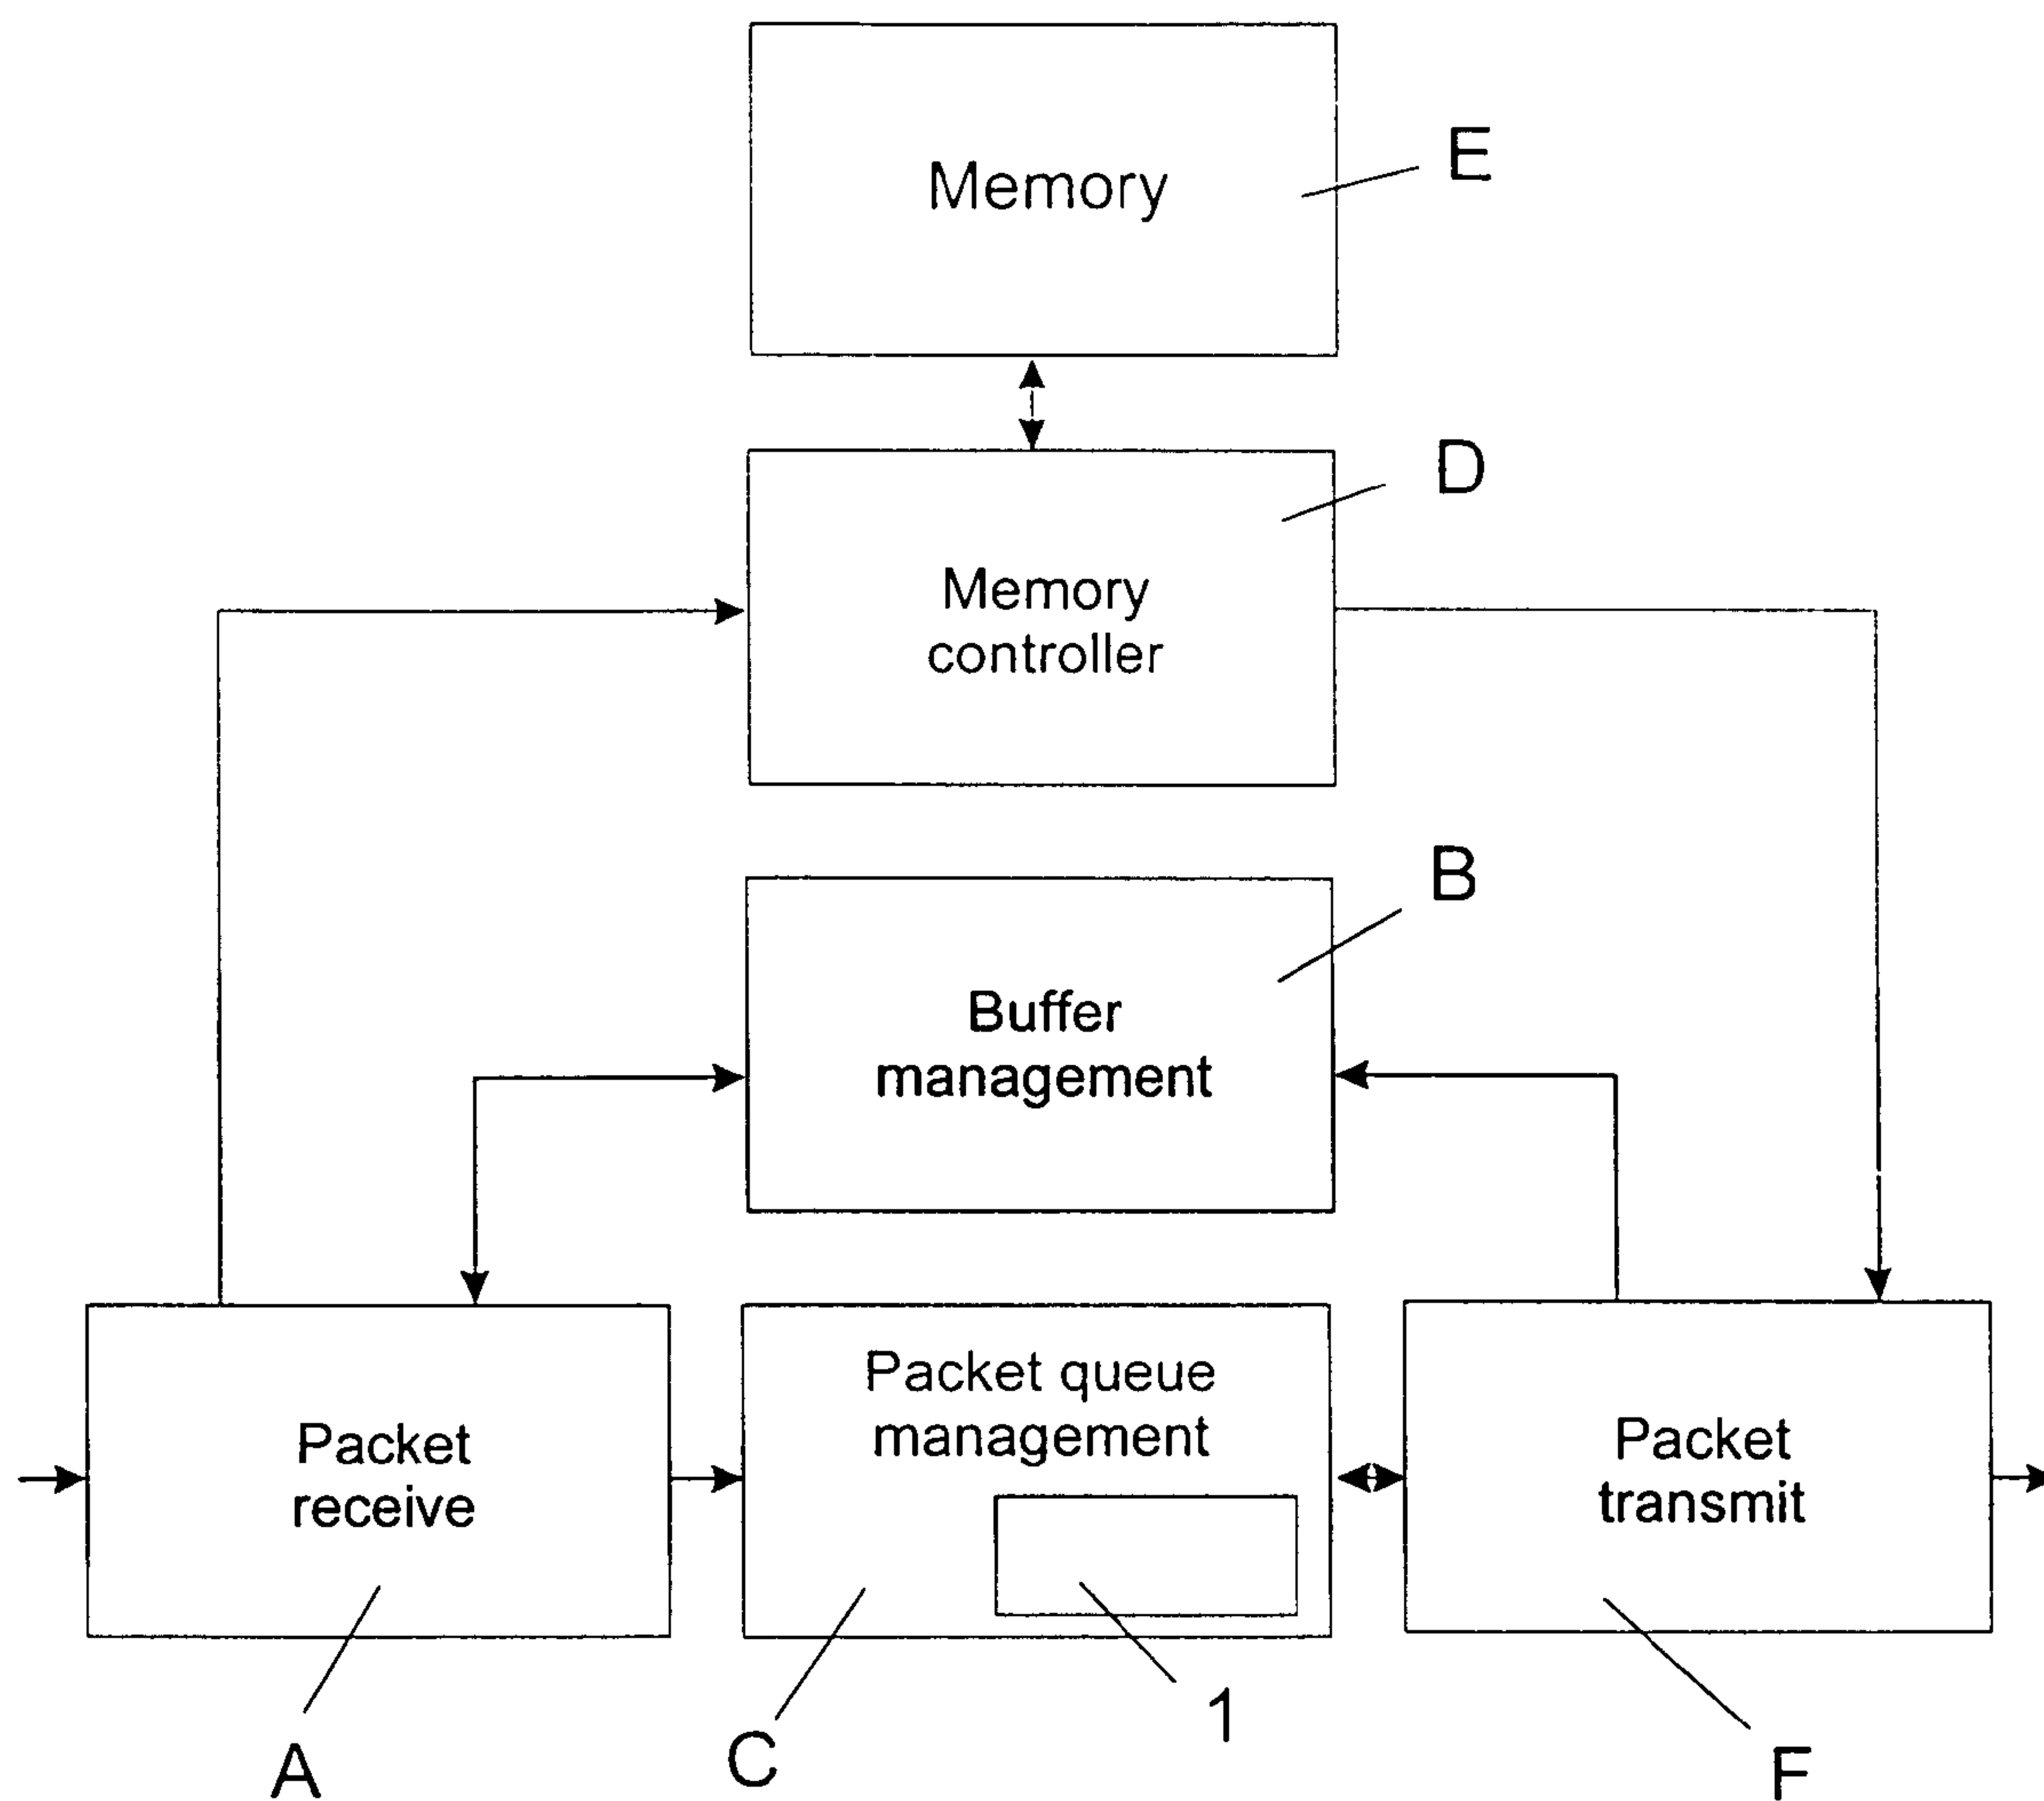 Memory
E
D
Memory
controller
B
Buffer
management
Packet
receive
Packet queue
management
Packet
transmit
A
C
1
F